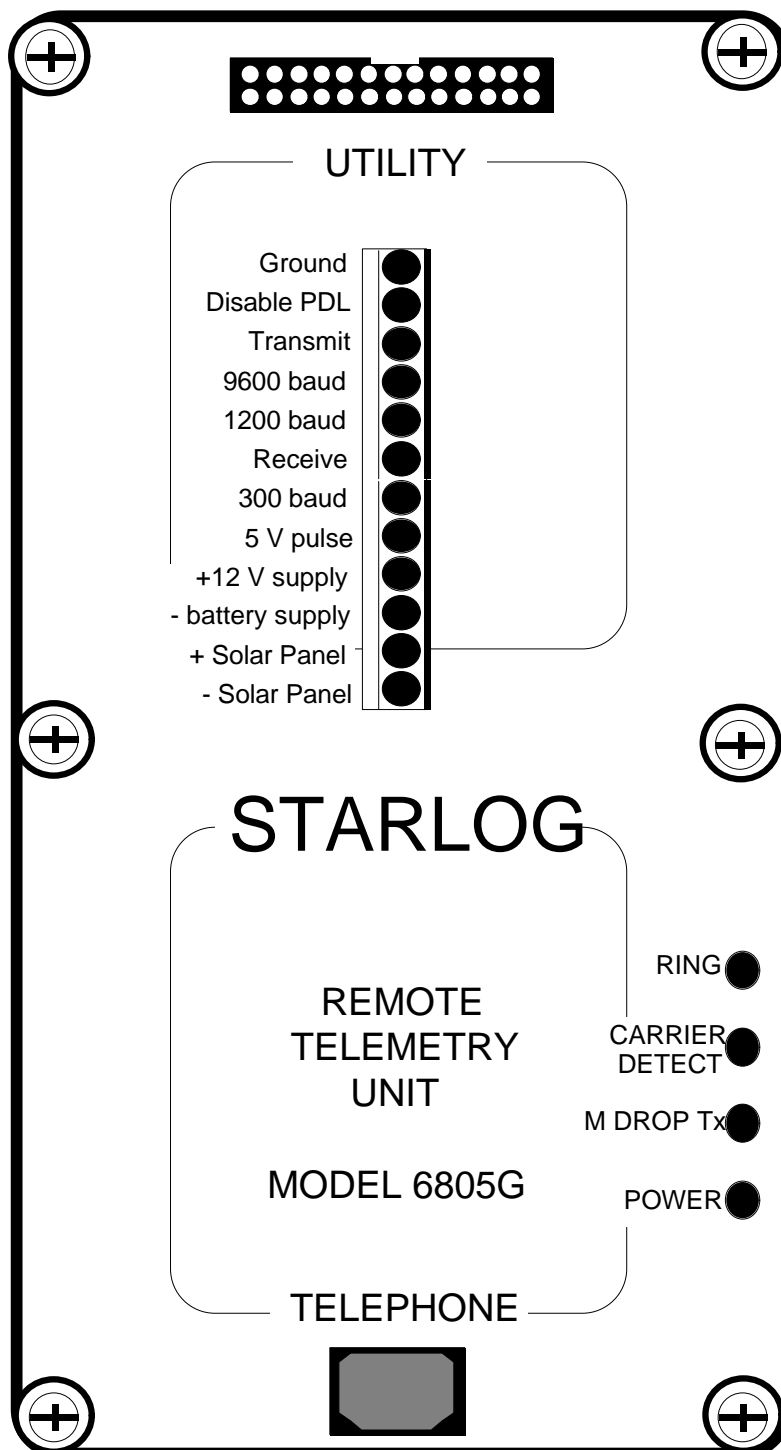 UTILITY
Ground
Disable PDL
Transmit
9600 baud
1200 baud
Receive
300 baud
5 V pulse
+12 V supply
- battery supply
+ Solar Panel
- Solar Panel
STARLOG
REMOTE
TELEMETRY
UNIT
MODEL 6805G
RING
CARRIER
DETECT
M DROP Tx
POWER
TELEPHONE